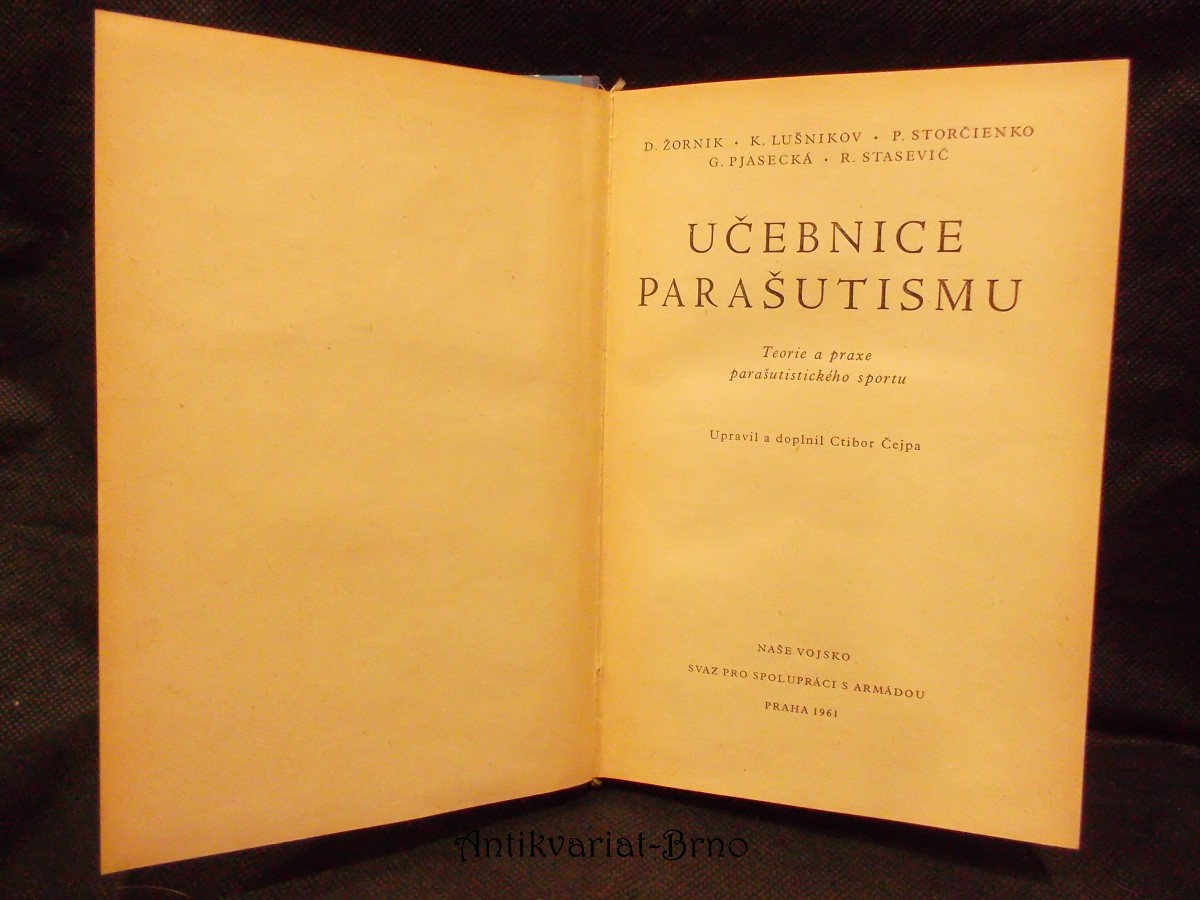 D. ŽORNIK • K. LUŠNIKOV • P. STORČIENKO
G. PJASECKÁ • R. STASEVIČ
UČEBNICE
PARAŠUTISMU
Teorie a praxe
parašutistického sportu
Upravil a doplnil Ctibor Čejpa
NAŠE VOJSKO
SVAZ PRO SPOLUPRÁCI S ARMÁDOU
PRAHA 1961
Antikvariat-Brno